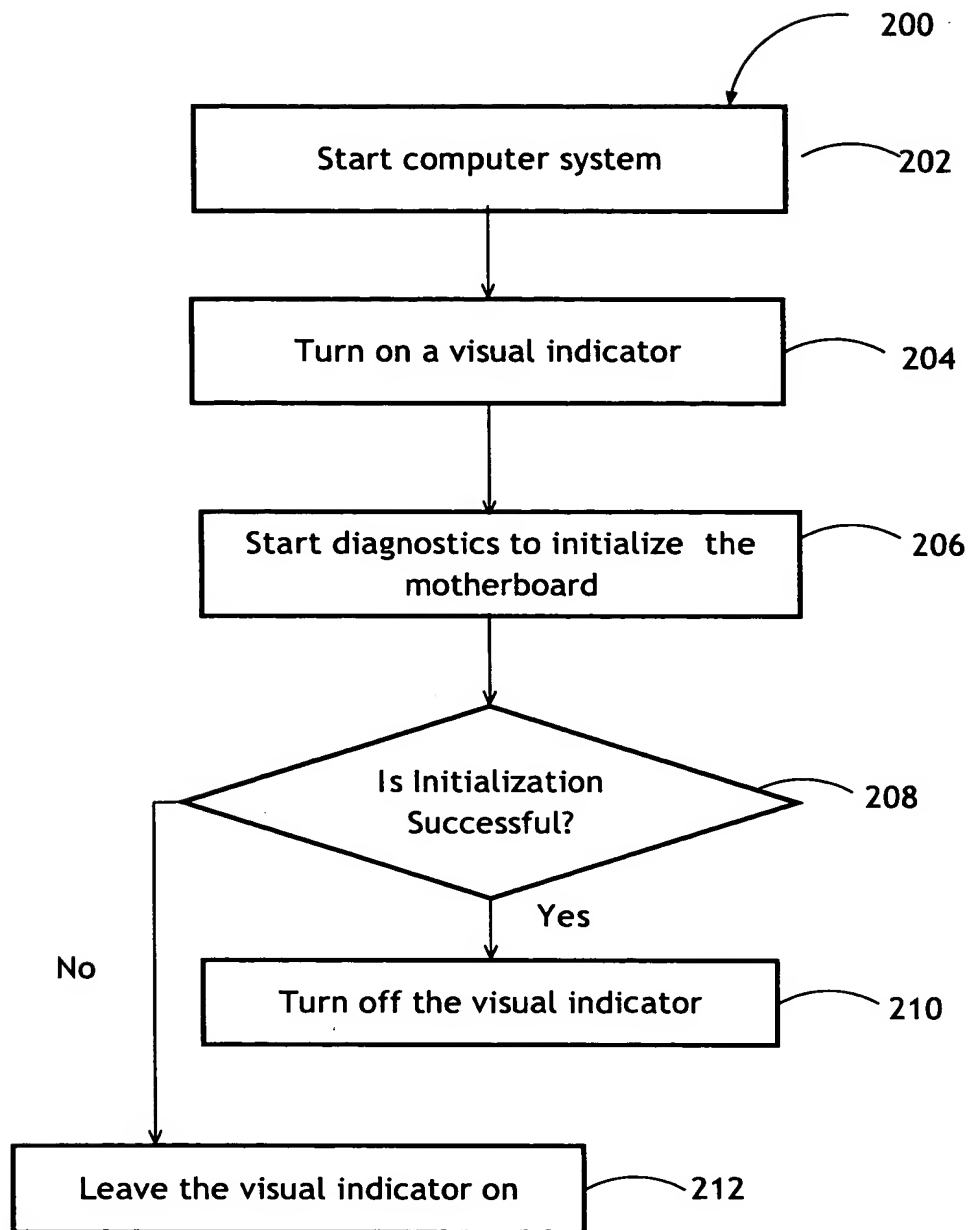 200
Start computer system
202
Turn on a visual indicator
204
Start diagnostics to initialize the
motherboard
206
Is Initialization
Successful?
208
Yes
No
Turn off the visual indicator
210
Leave the visual indicator on
212